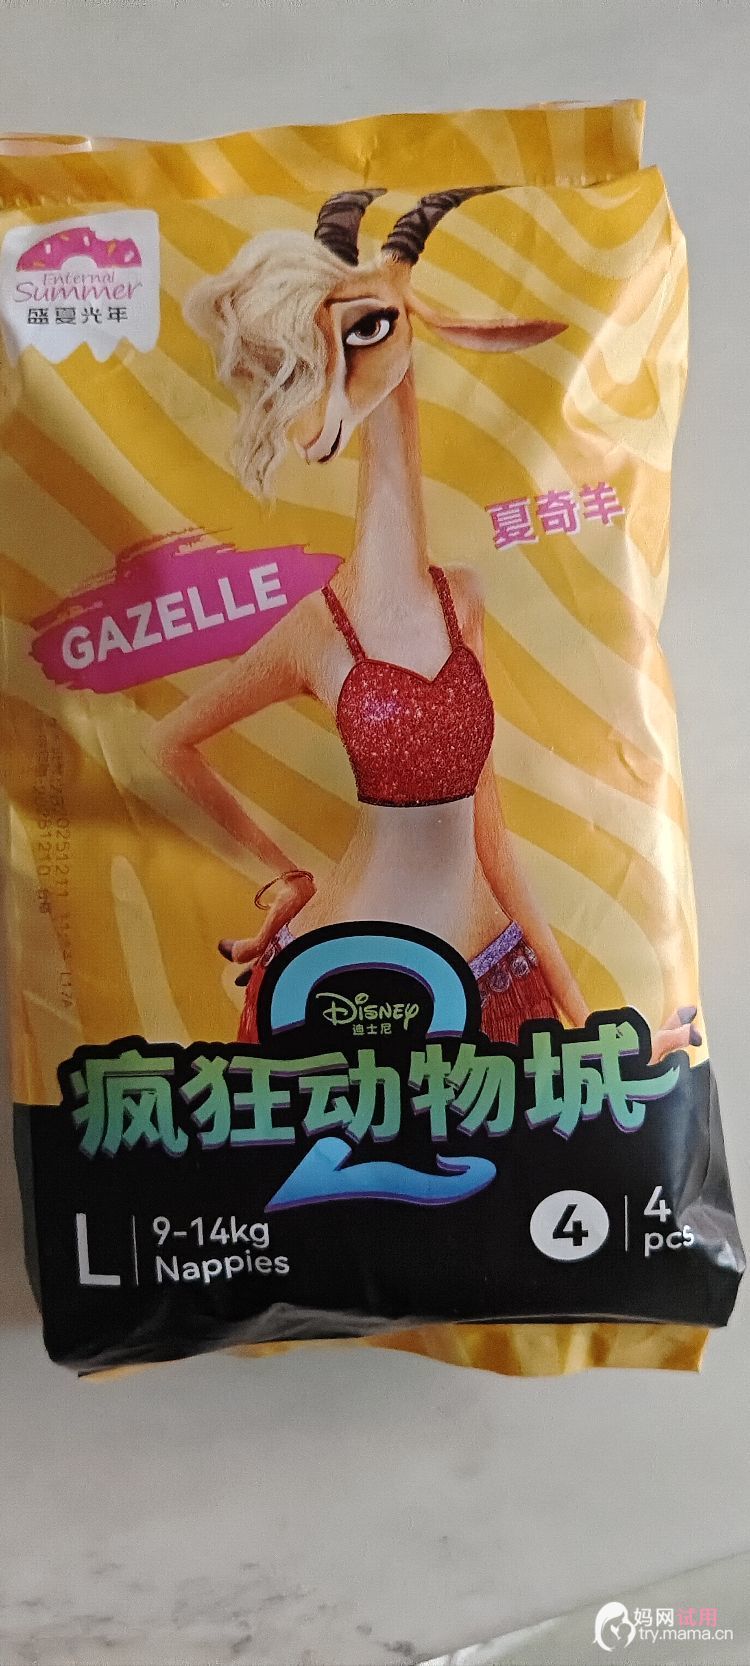 Enternal
Summer
盛夏光年
夏奇羊
GAZELLE
Disney
迪士尼
疯狂动物城
2
L
9-14kg
Nappies
4
4
pcs
妈网试用
try.mama.cn